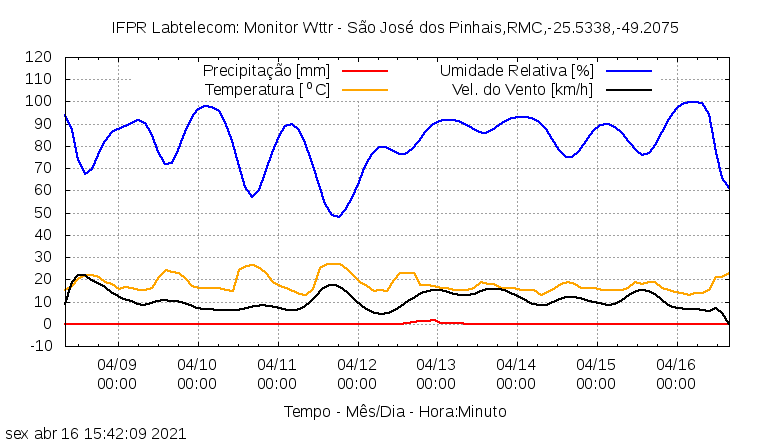 IFPR Labtelecom: Monitor Wttr - São José dos Pinhais,RMC,-25.5338,-49.2075
Precipitação [mm] Umidade Relativa [%]
Temperatura [ ⁰C] Vel. do Vento [km/h]
120
110
100
90
80
70
60
50
40
30
20
10
0
-10
04/09 04/10 04/11 04/12 04/13 04/14 04/15 04/16
00:00 00:00 00:00 00:00 00:00 00:00 00:00 00:00
Tempo - Mês/Dia - Hora:Minuto
sex abr 16 15:42:09 2021